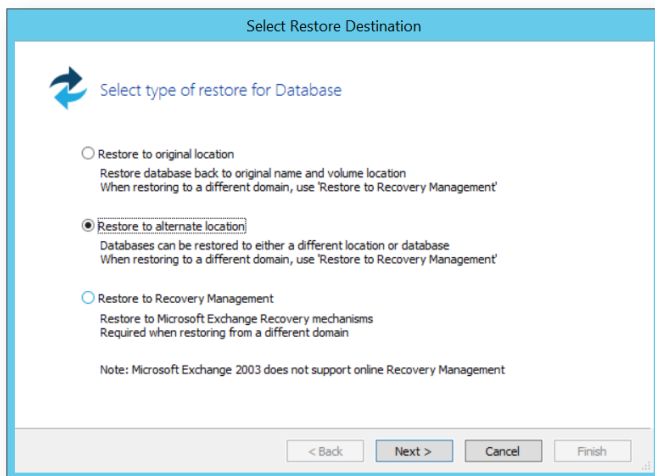 Select Restore Destination
Select type of restore for Database
Restore to original location
Restore database back to original name and volume location
When restoring to a different domain, use 'Restore to Recovery Management'
Restore to alternate location
Databases can be restored to either a different location or database
When restoring to a different domain, use 'Restore to Recovery Management'
Restore to Recovery Management
Restore to Microsoft Exchange Recovery mechanisms
Required when restoring from a different domain
Note: Microsoft Exchange 2003 does not support online Recovery Management
< Back Next > Cancel Finish